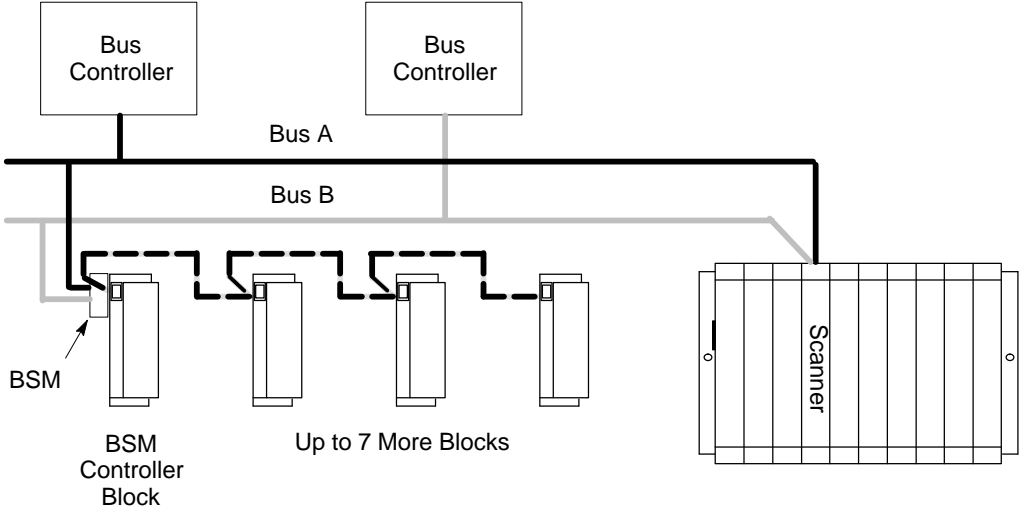 Bus
Controller
Bus
Controller
Bus A
Bus B
Scanner
BSM
BSM
Controller
Block
Up to 7 More Blocks